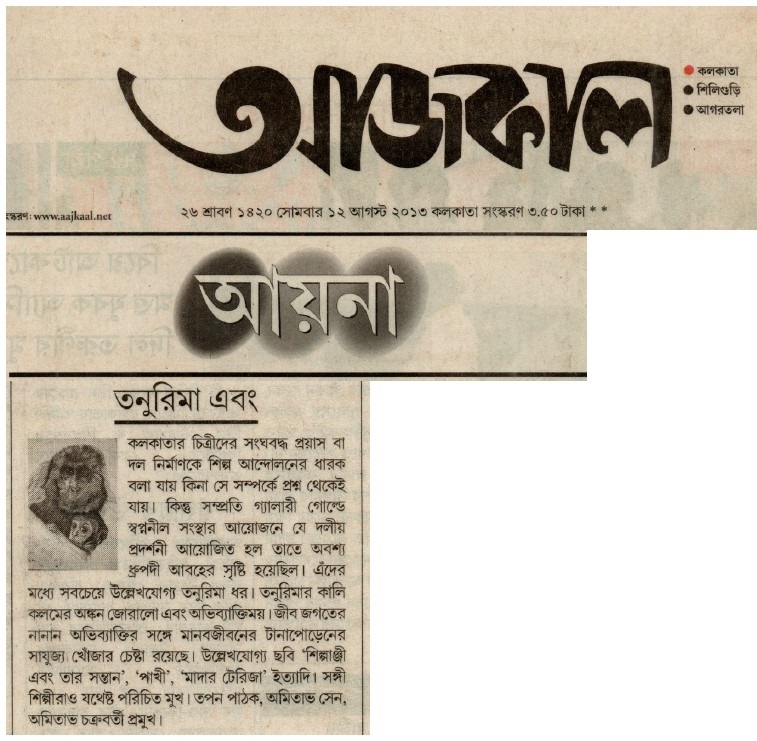 আজকাল
কলকাতা
শিলিগুড়ি
আগরতলা
স্করণ: www.aajkaal.net
২৬ শ্রাবণ ১৪২০ সোমবার ১২ আগস্ট ২০১৩ কলকাতা সংস্করণ ৩.৫০ টাকা * *
আয়না
তনুরিমা এবং
কলকাতার চিত্রীদের সংঘবদ্ধ প্রয়াস বা
দল নির্মাণকে শিল্প আন্দোলনের ধারক
বলা যায় কিনা সে সম্পর্কে প্রশ্ন থেকেই
যায়। কিন্তু সম্প্রতি গ্যালারী গোল্ডে
স্বপ্ননীল সংস্থার আয়োজনে যে দলীয়
প্রদর্শনী আয়োজিত হল তাতে অবশ্য
ধ্রুপদী আবহের সৃষ্টি হয়েছিল। এঁদের
মধ্যে সবচেয়ে উল্লেখযোগ্য তনুরিমা ধর। তনুরিমার কালি
কলমের অঙ্কন জোরালো এবং অভিব্যাক্তিময়। জীব জগতের
নানান অভিব্যাক্তির সঙ্গে মানবজীবনের টানাপোড়েনের
সাযুজ্য খোঁজার চেষ্টা রয়েছে। উল্লেখযোগ্য ছবি ‘শিল্পাঞ্জী
এবং তার সন্তান’, ‘পাখী’, ‘মাদার টেরিজা’ ইত্যাদি। সঙ্গী
শিল্পীরাও যথেষ্ট পরিচিত মুখ। তপন পাঠক, অমিতাভ সেন,
অমিতাভ চক্রবর্তী প্রমুখ।